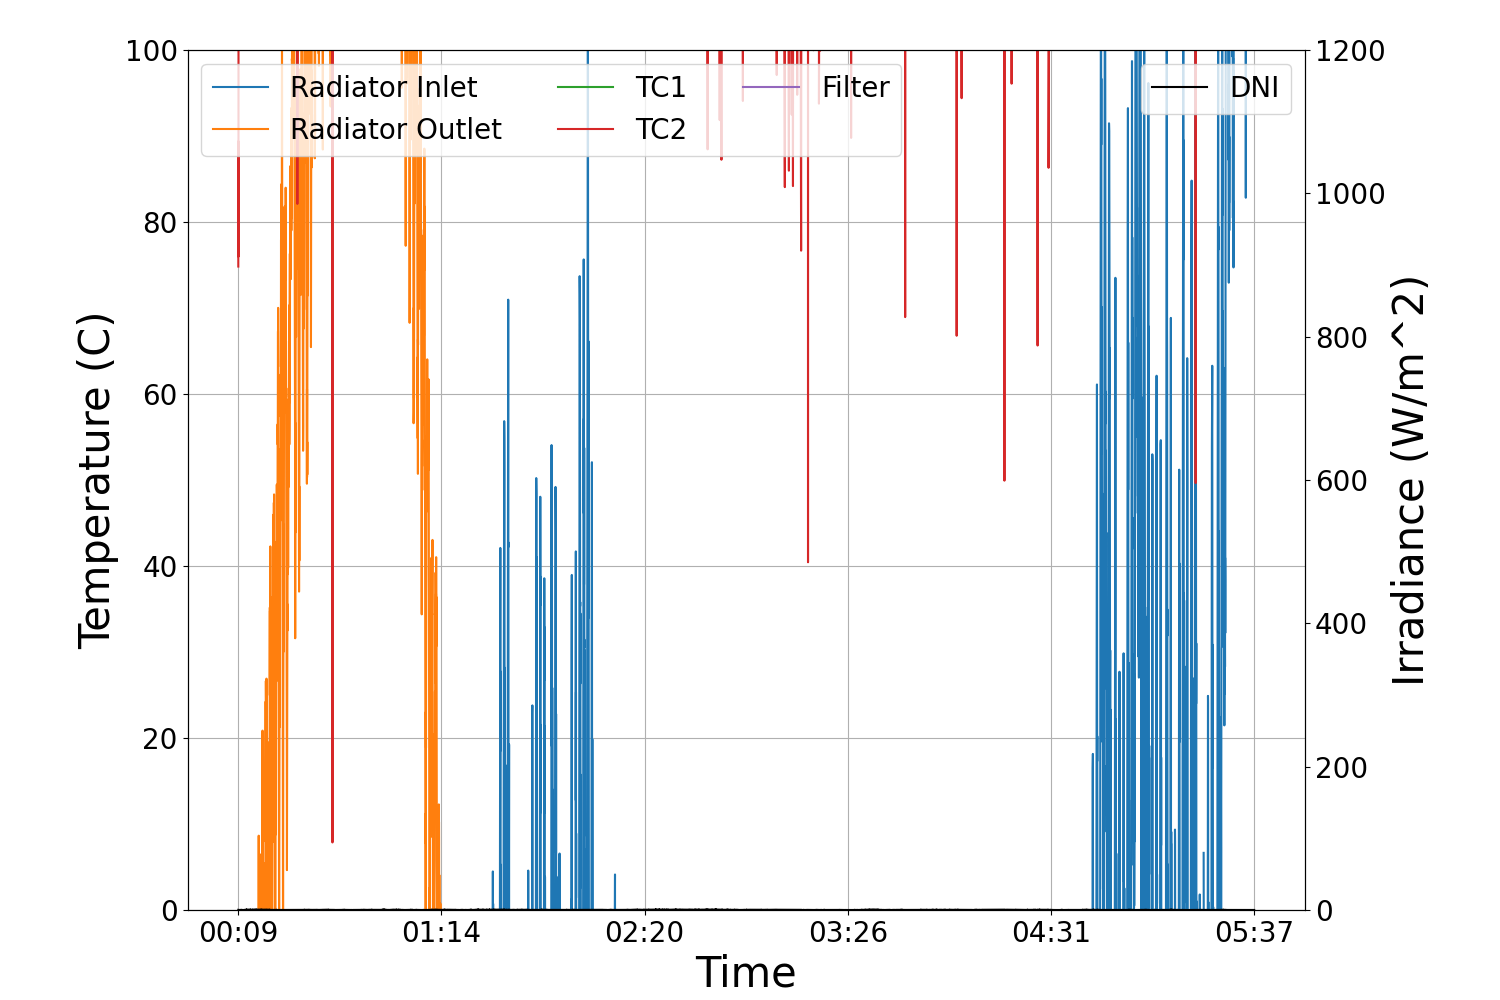 100
80
60
40
20
0
Temperature (C)
Radiator Inlet
Radiator Outlet
TC1
TC2
Filter
DNI
1200
1000
800
600
400
200
0
Irradiance (W/m^2)
00:09
01:14
02:20
03:26
04:31
05:37
Time